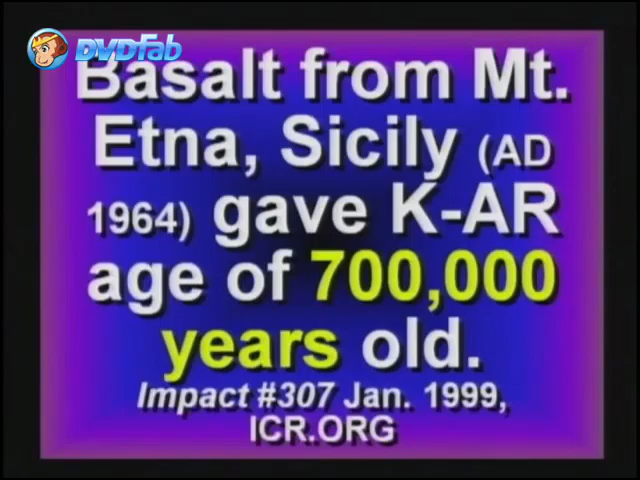 DVDFab
Basalt from Mt.
Etna, Sicily (AD
1964) gave K-AR
age of 700,000
years old.
Impact #307 Jan. 1999,
ICR.ORG